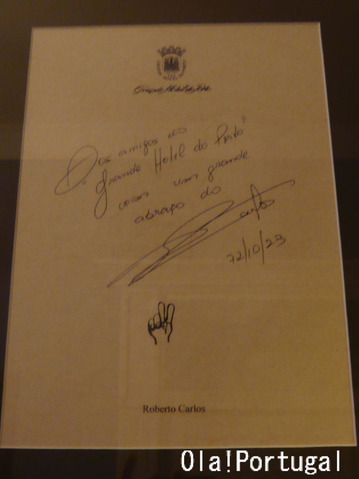 Grande Hotel do Porto
Aos amigos do
"Grande Hotel do Porto"
com um grande
abraço do
72/10/23
Roberto Carlos
Ola!Portugal